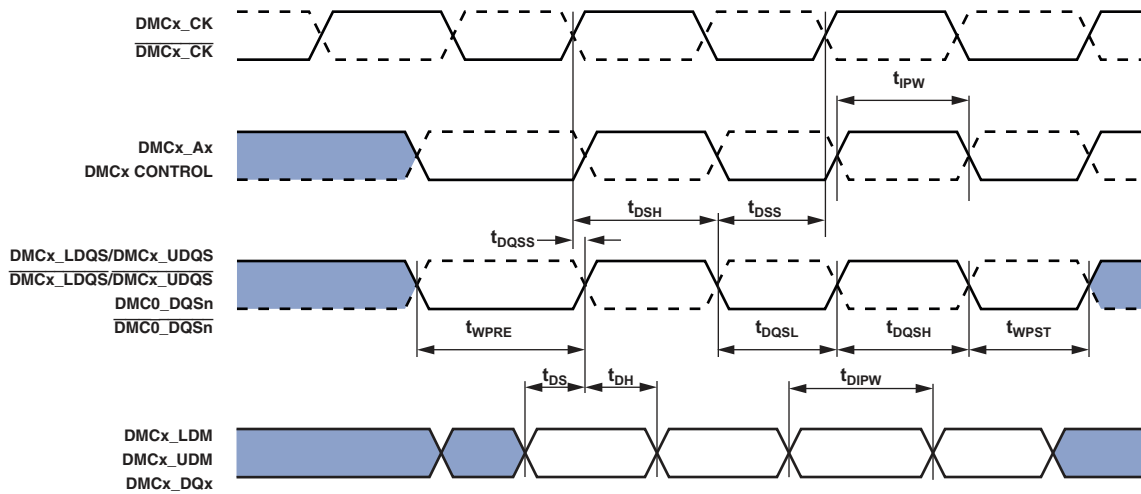 DMCx_CK
DMCx_CK
tIPW
DMCx_Ax
DMCx CONTROL
tDSH
tDSS
tDQSS
DMCx_LDQS/DMCx_UDQS
DMCx_LDQS/DMCx_UDQS
DMC0_DQSn
DMC0_DQSn
tWPRE
tDQSL
tDQSH
tWPST
tDS
tDH
tDIPW
DMCx_LDM
DMCx_UDM
DMCx_DQx